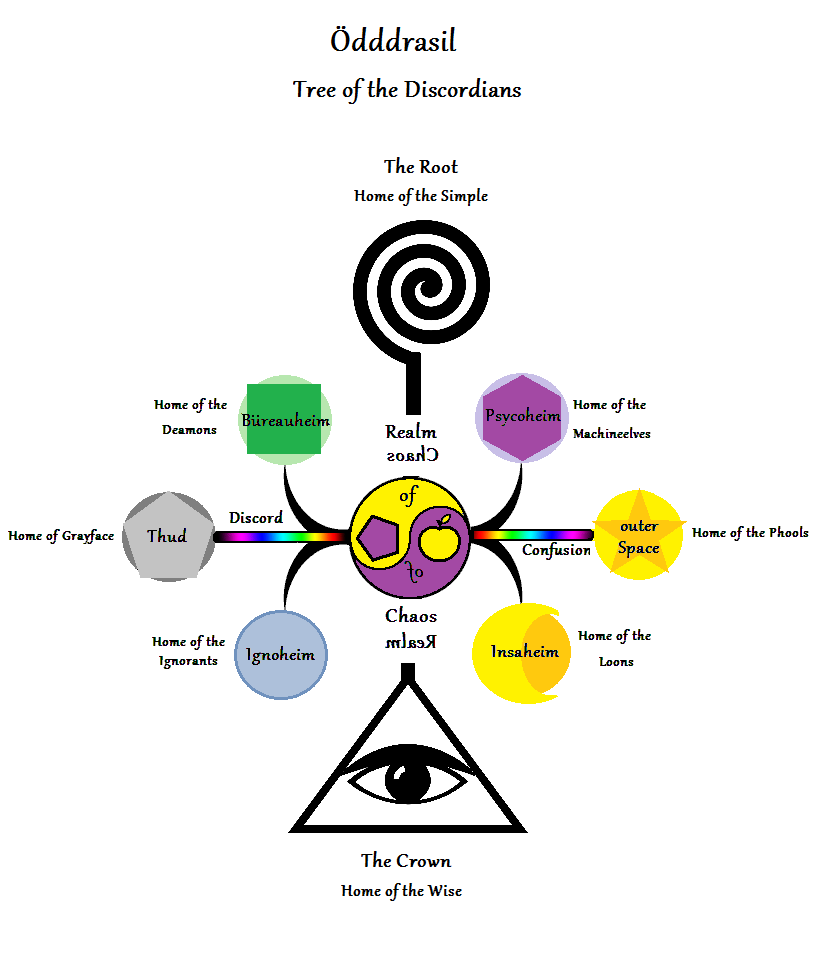 Ödddrasil
Tree of the Discordians
The Root
Home of the Simple
Home of the
Deamons
Büreauheim
Psycoheim
Home of the
Machineelves
Realm
Chaos
of
Home of Grayface
Thud
Discord
Confusion
outer
Space
Home of the Phools
of
Chaos
Realm
Home of the
Ignorants
Ignoheim
Insaheim
Home of the
Loons
The Crown
Home of the Wise